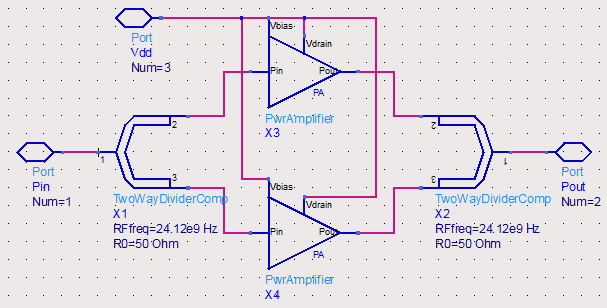 Port
Vdd
Num=3
Vbias
Vdrain
Pin
Pout
PA
PwrAmplifier
X3
1
2
3
Port
Pin
Num=1
TwoWayDividerComp
X1
RFfreq=24.12e9 Hz
R0=50 Ohm
2
3
1
TwoWayDividerComp
X2
RFfreq=24.12e9 Hz
R0=50 Ohm
Port
Pout
Num=2
Vbias
Vdrain
Pin
Pout
PA
PwrAmplifier
X4